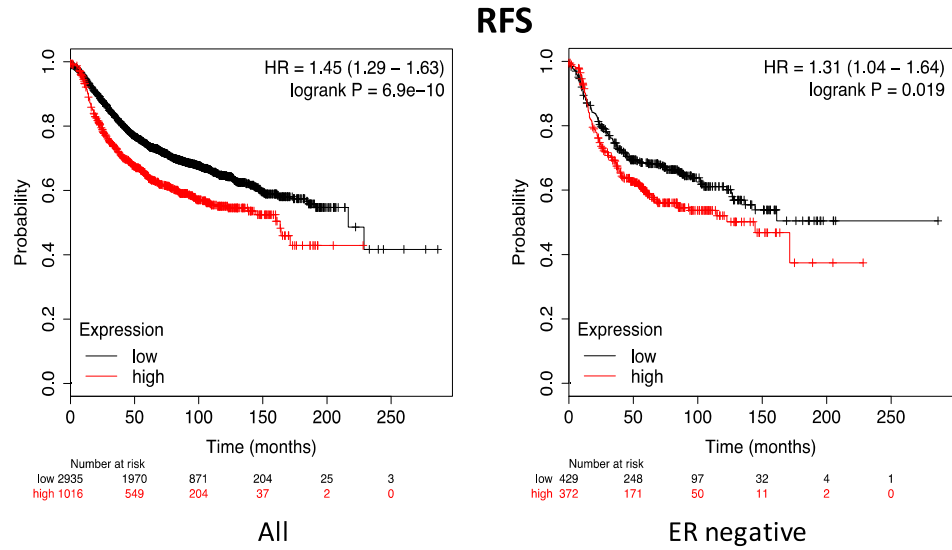 RFS
HR = 1.45 (1.29 − 1.63)
logrank P = 6.9e−10
Probability
1.0
0.8
0.6
0.4
0.2
0.0
Expression
low
high
0 50 100 150 200 250
Time (months)
Number at risk
low 2935 1970 871 204 25 3
high 1016 549 204 37 2 0
All
HR = 1.31 (1.04 − 1.64)
logrank P = 0.019
Probability
1.0
0.8
0.6
0.4
0.2
0.0
Expression
low
high
0 50 100 150 200 250
Time (months)
Number at risk
low 429 248 97 32 4 1
high 372 171 50 11 2 0
ER negative